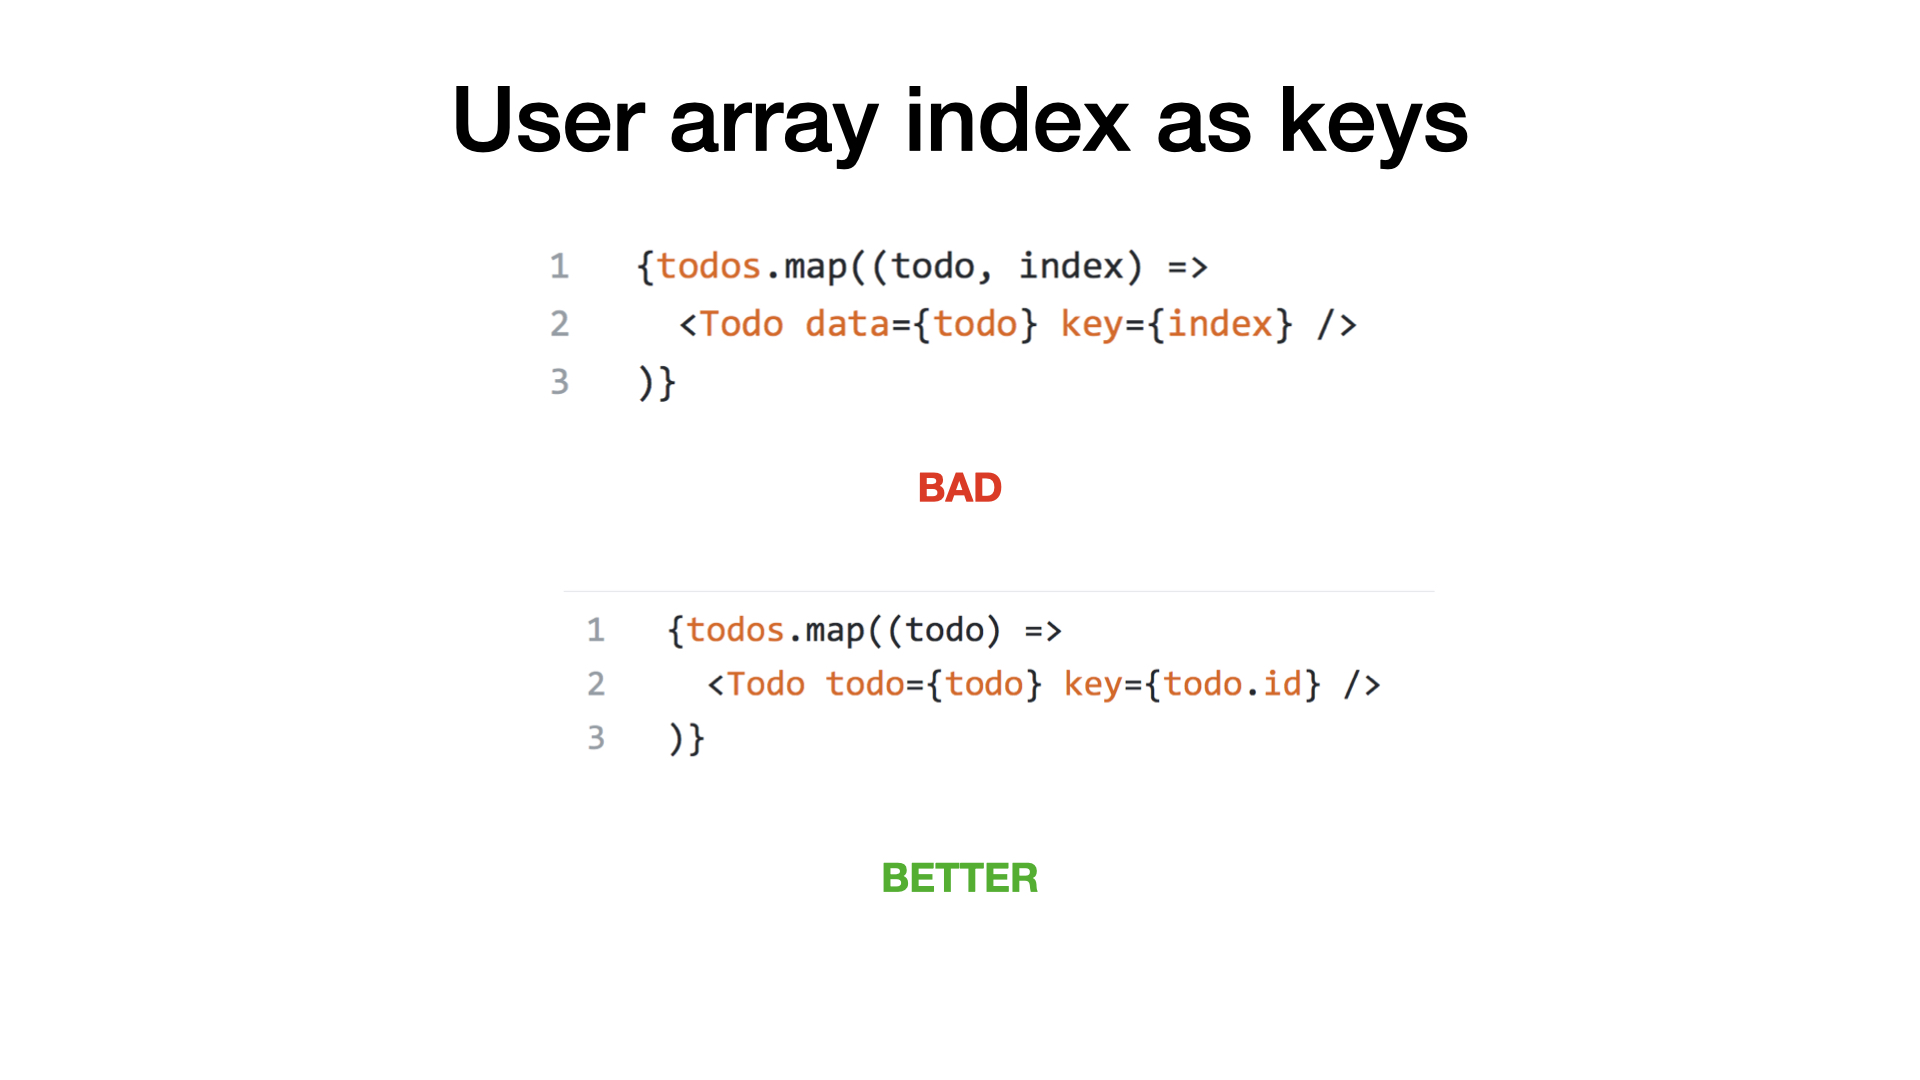 User array index as keys
1 {todos.map((todo, index) =>
2 <Todo data={todo} key={index} />
3 )}
BAD
1 {todos.map((todo) =>
2 <Todo todo={todo} key={todo.id} />
3 )}
BETTER